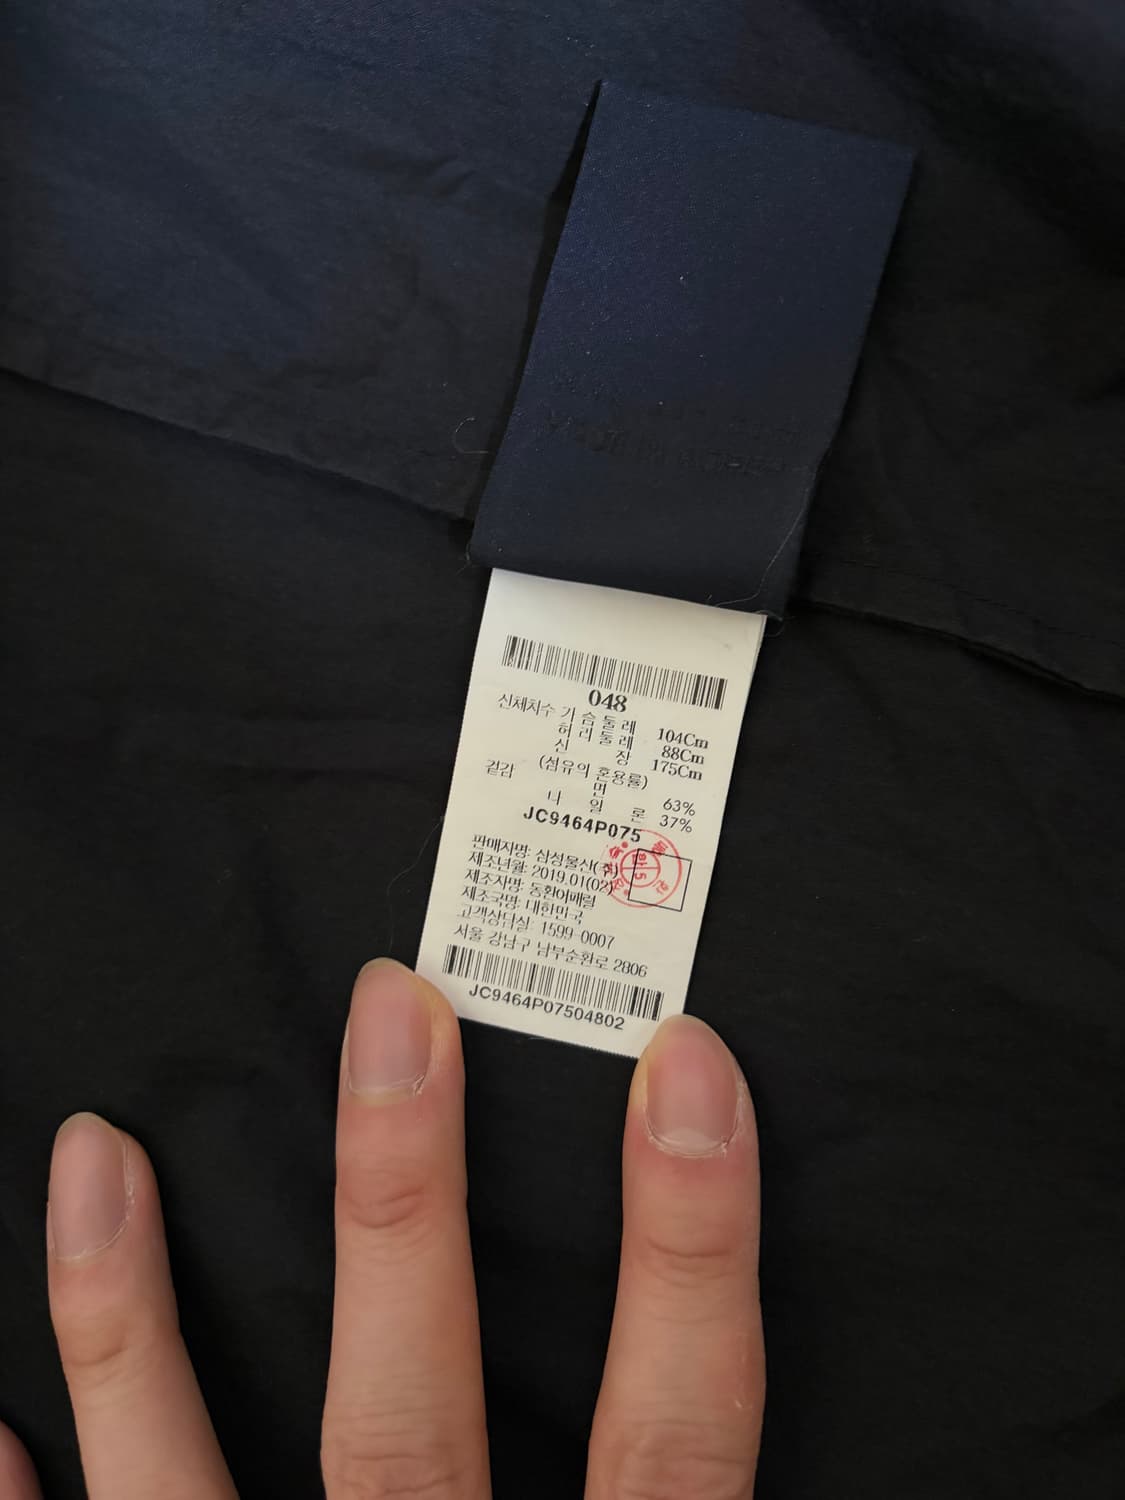 048
신체치수 가슴둘레 104Cm
허리둘레 88Cm
신장 175Cm
(섬유의 혼용률)
겉감 면 63%
나일론 37%
JC9464P075
판매자명: 삼성물산(주)
제조년월: 2019.01(02)
제조자명: 동환어패럴
제조국명: 대한민국
고객상담실: 1599-0007
서울 강남구 남부순환로 2806
JC9464P07504802